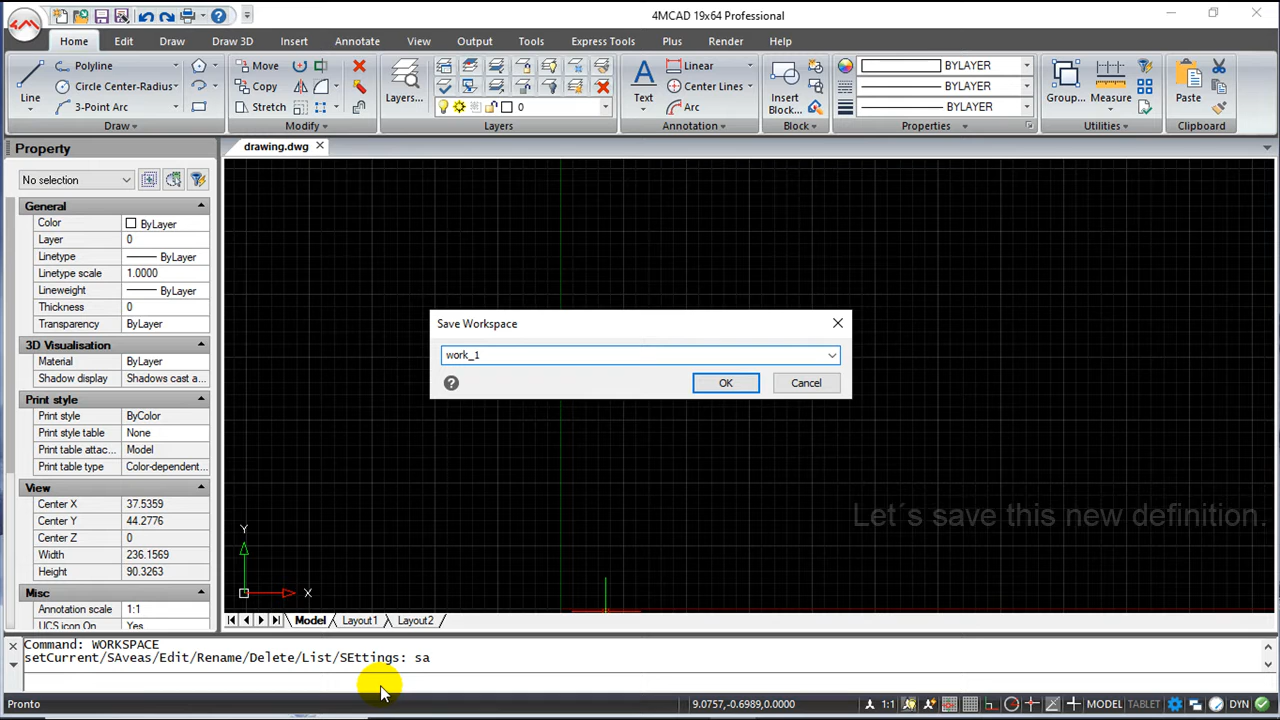 4MCAD 19x64 Professional
Home Edit Draw Draw 3D Insert Annotate View Output Tools Express Tools Plus Render Help
Line
Polyline
Circle Center-Radius
3-Point Arc
Draw
Move
Copy
Stretch
Modify
Layers...
0
Layers
Text
Linear
Center Lines
Arc
Annotation
Insert
Block...
Block
BYLAYER
BYLAYER
BYLAYER
Properties
Group...
Measure
Utilities
Paste
Clipboard
Property
drawing.dwg
No selection
General
Color ByLayer
Layer 0
Linetype ByLayer
Linetype scale 1.0000
Lineweight ByLayer
Thickness 0
Transparency ByLayer
3D Visualisation
Material ByLayer
Shadow display Shadows cast a...
Print style
Print style ByColor
Print style table None
Print table attac... Model
Print table type Color-dependent...
View
Center X 37.5359
Center Y 44.2776
Center Z 0
Width 236.1569
Height 90.3263
Misc
Annotation scale 1:1
UCS icon On Yes
Save Workspace
work_1
OK Cancel
Let´s save this new definition.
Y
X
Model Layout1 Layout2
Command: WORKSPACE
setCurrent/SAveas/Edit/Rename/Delete/List/SEttings: sa
Pronto
9.0757,-0.6989,0.0000
1:1
MODEL TABLET
DYN